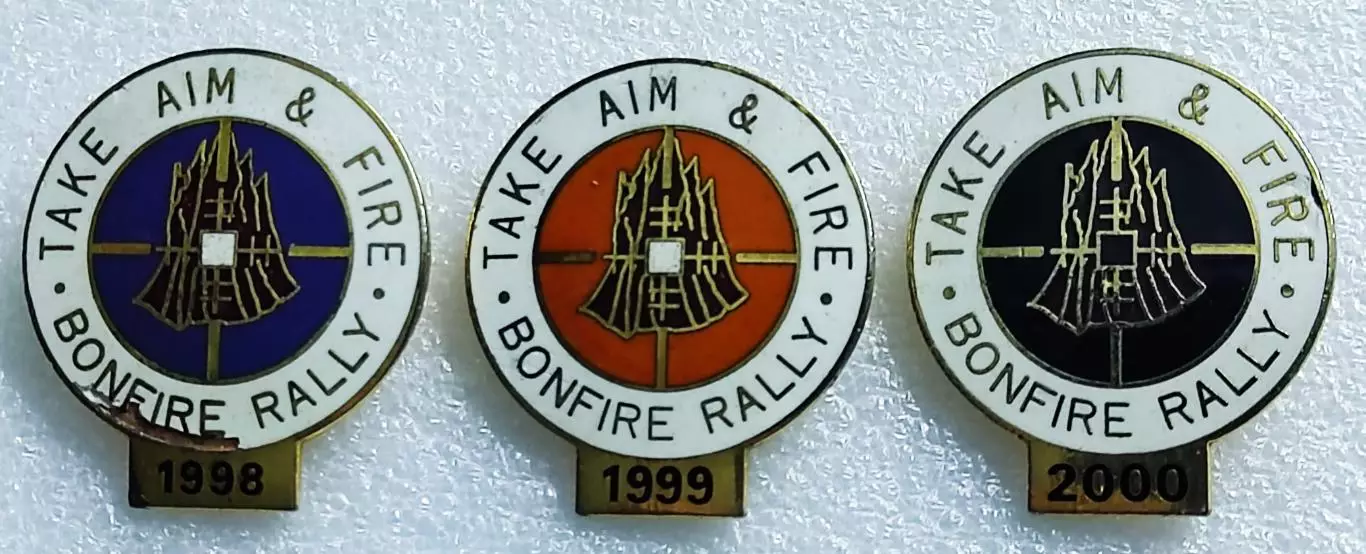 TAKE AIM & FIRE
• BONFIRE RALLY •
1998
TAKE AIM & FIRE
• BONFIRE RALLY •
1999
TAKE AIM & FIRE
• BONFIRE RALLY •
2000